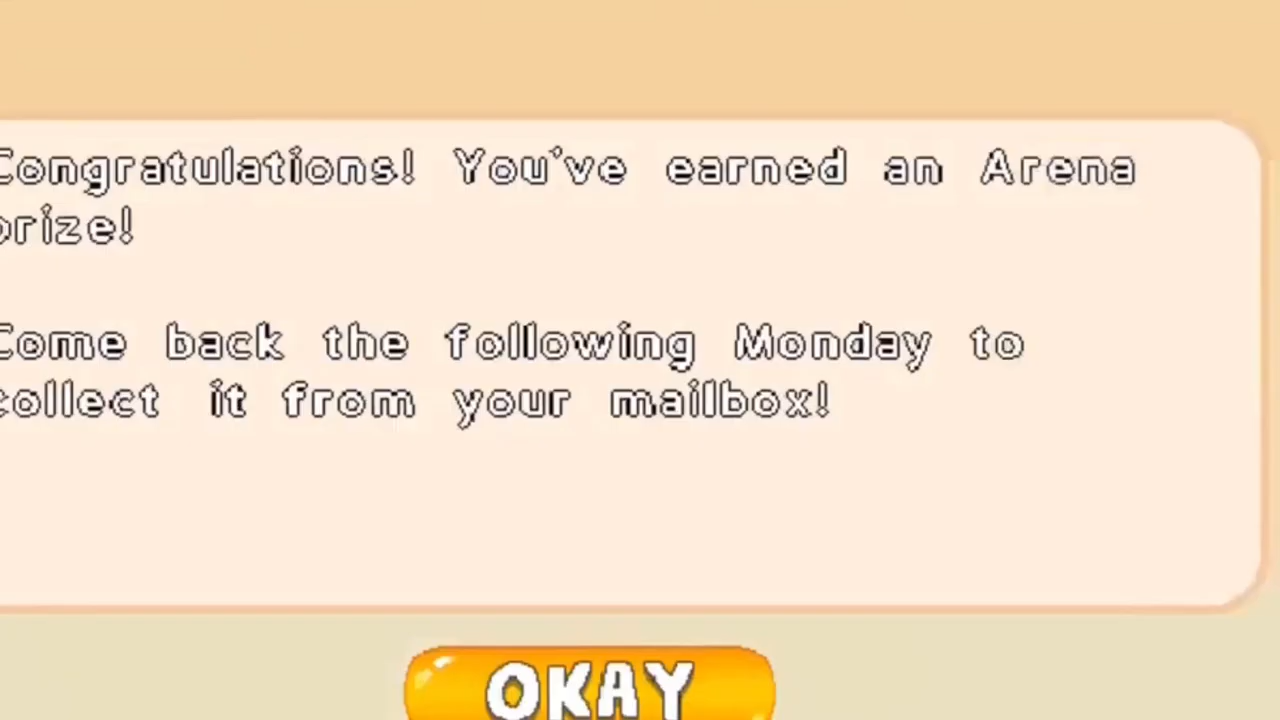 Congratulations! You've earned an Arena
prize!
Come back the following Monday to
collect it from your mailbox!
OKAY